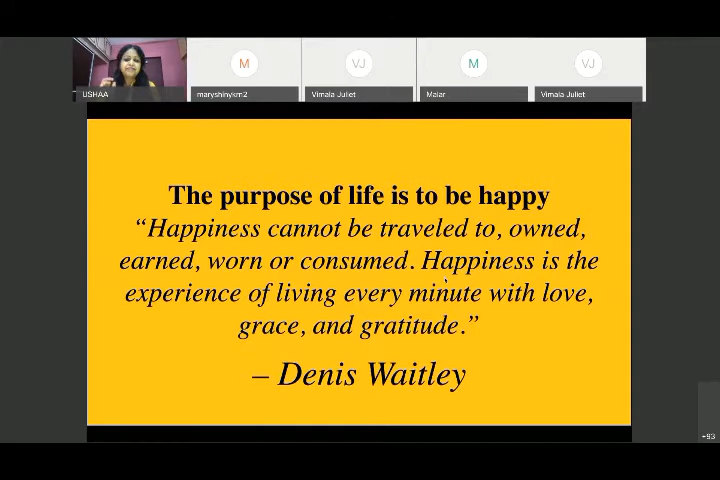 M
VJ
M
VJ
USHAA
maryshinykm2
Vimala Juliet
Malar
Vimala Juliet
The purpose of life is to be happy
“Happiness cannot be traveled to, owned,
earned, worn or consumed. Happiness is the
experience of living every minute with love,
grace, and gratitude.”
– Denis Waitley
+93